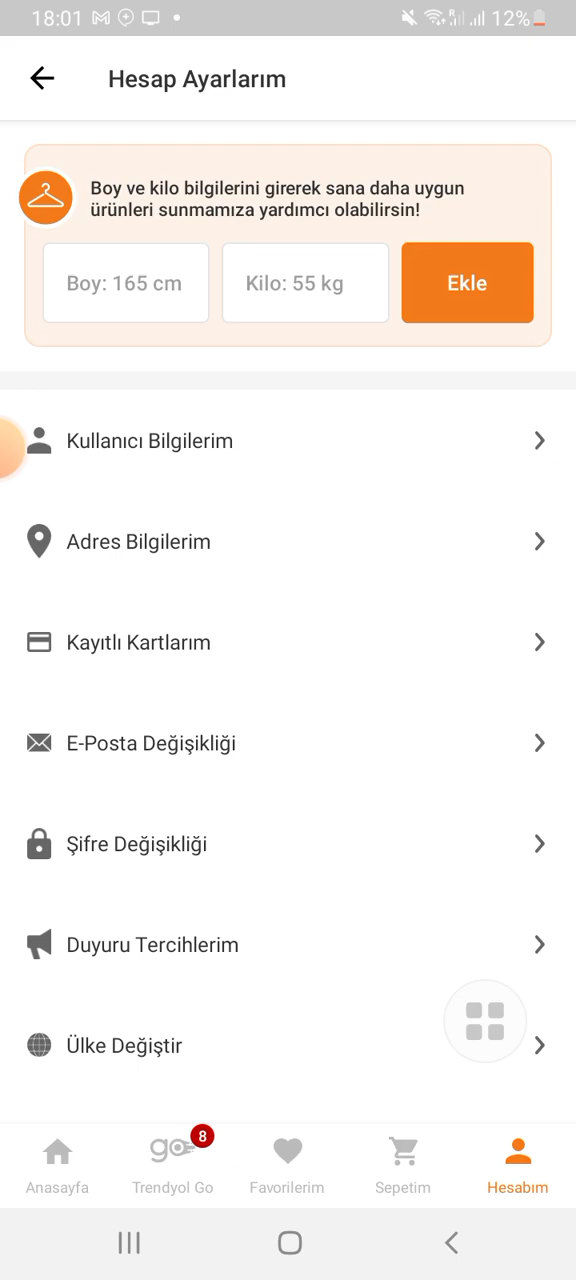 18:01
12%
Hesap Ayarlarım
Boy ve kilo bilgilerini girerek sana daha uygun
ürünleri sunmamıza yardımcı olabilirsin!
Boy: 165 cm
Kilo: 55 kg
Ekle
Kullanıcı Bilgilerim
Adres Bilgilerim
Kayıtlı Kartlarım
E-Posta Değişikliği
Şifre Değişikliği
Duyuru Tercihlerim
Ülke Değiştir
go
8
Anasayfa
Trendyol Go
Favorilerim
Sepetim
Hesabım